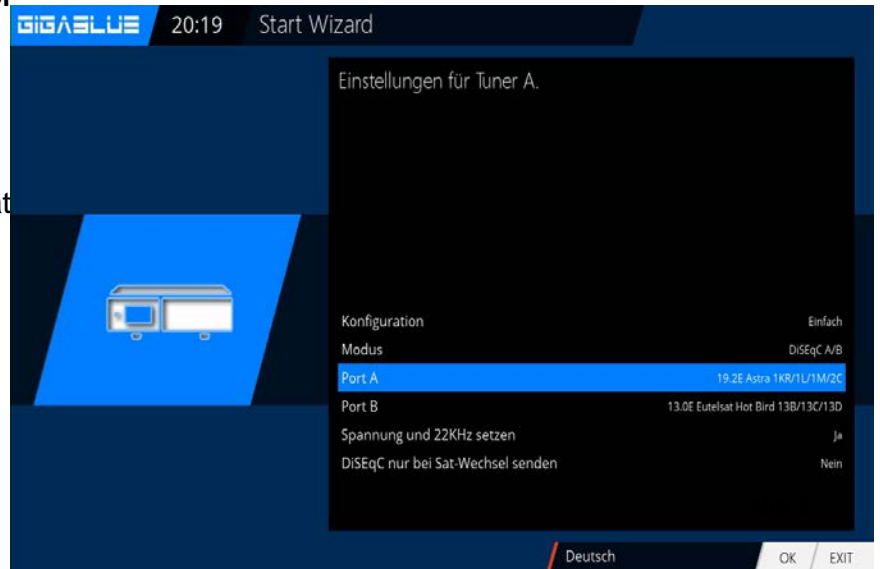 GIGABLUE 20:19 Start Wizard
Einstellungen für Tuner A.
Konfiguration Einfach
Modus DiSEqC A/B
Port A 19.2E Astra 1KR/1L/1M/2C
Port B 13.0E Eutelsat Hot Bird 13B/13C/13D
Spannung und 22KHz setzen Ja
DiSEqC nur bei Sat-Wechsel senden Nein
Deutsch OK EXIT